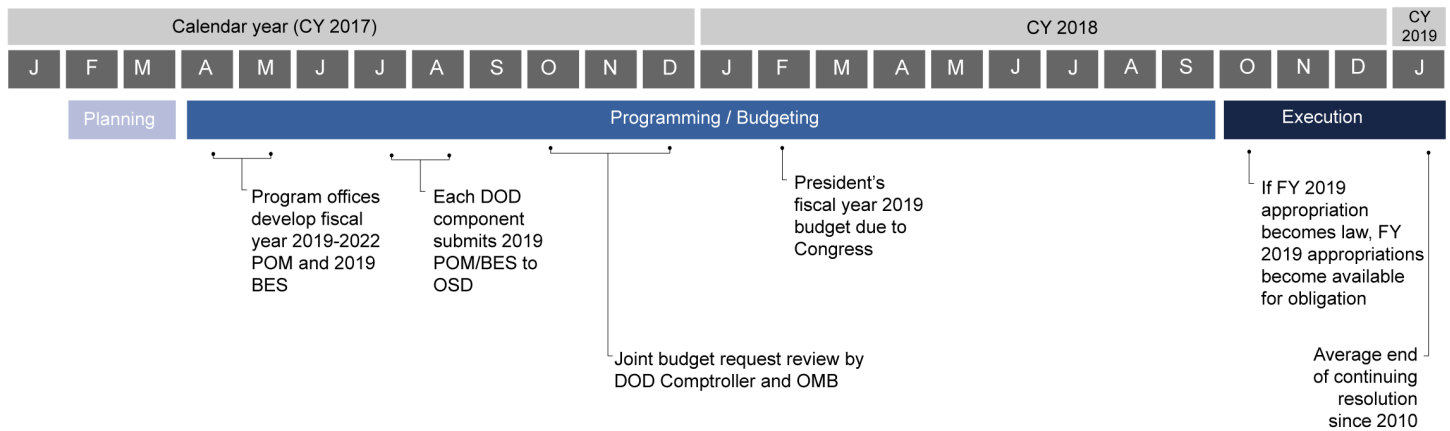 Calendar year (CY 2017)
CY 2018
CY
2019
J F M A M J J A S O N D J F M A M J J A S O N D J
Planning
Programming / Budgeting
Execution
Program offices
develop fiscal
year 2019-2022
POM and 2019
BES
Each DOD
component
submits 2019
POM/BES to
OSD
Joint budget request review by
DOD Comptroller and OMB
President’s
fiscal year 2019
budget due to
Congress
If FY 2019
appropriation
becomes law, FY
2019 appropriations
become available
for obligation
Average end
of continuing
resolution
since 2010